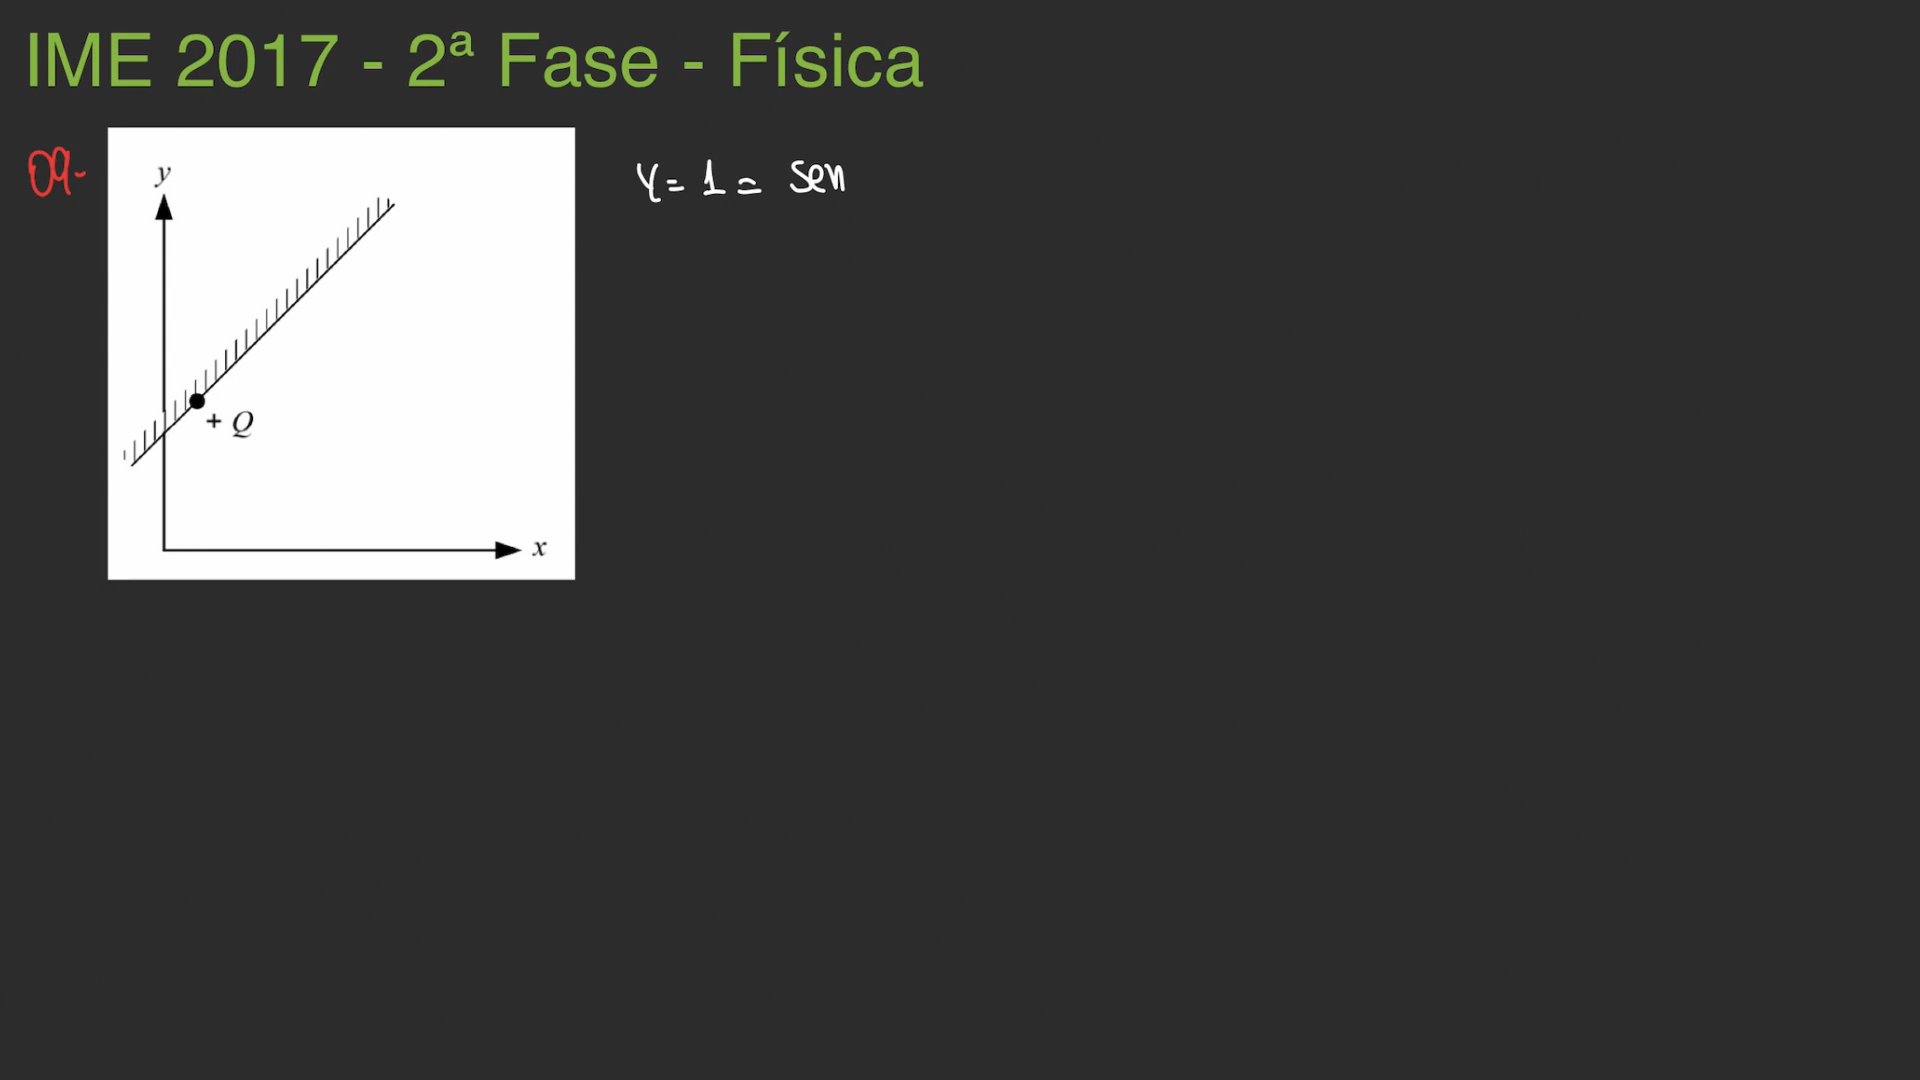 IME 2017 - 2ª Fase - Física
09-
y
y = 1 = sen
+ Q
x